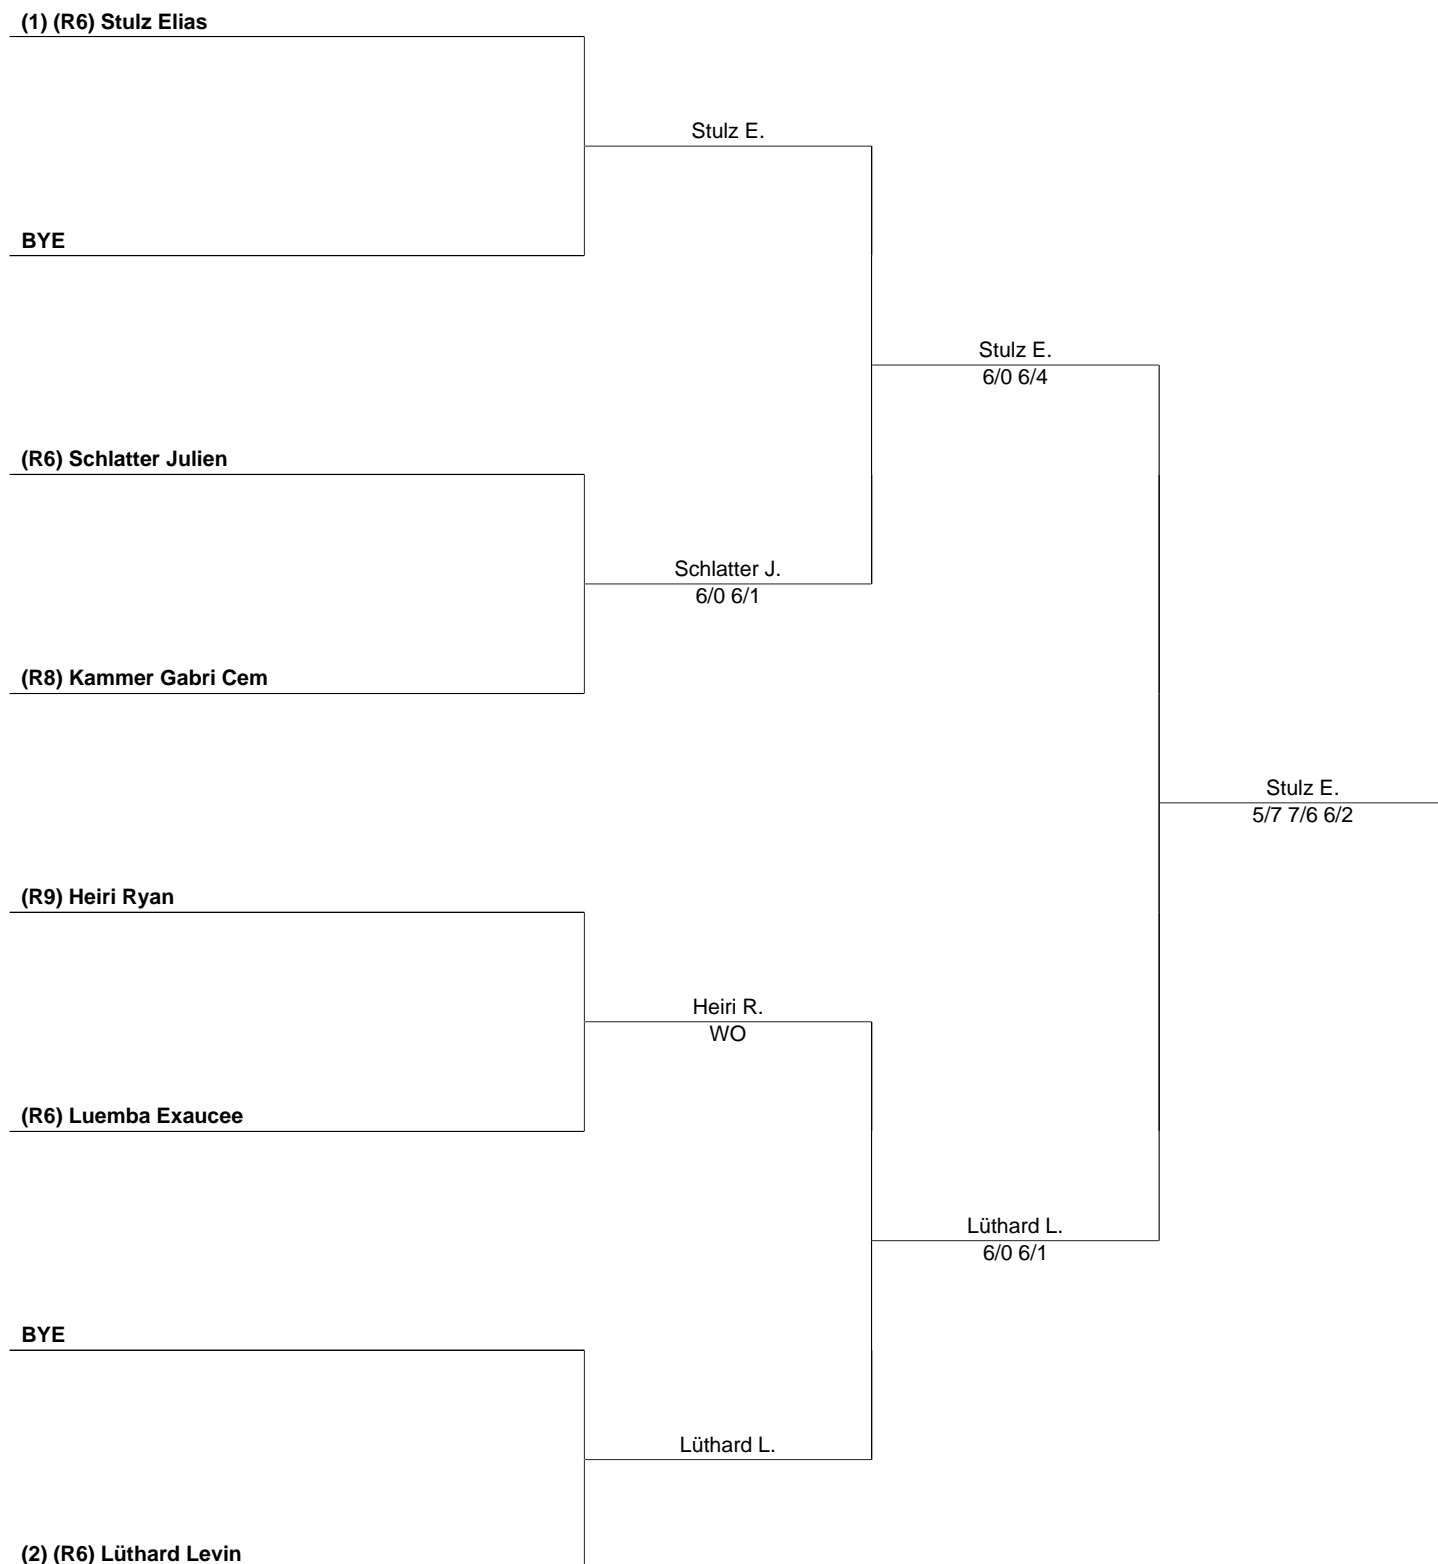 (1) (R6) Stulz Elias
Stulz E.
BYE
Stulz E.
6/0 6/4
(R6) Schlatter Julien
Schlatter J.
6/0 6/1
(R8) Kammer Gabri Cem
Stulz E.
5/7 7/6 6/2
(R9) Heiri Ryan
Heiri R.
WO
(R6) Luemba Exaucee
Lüthard L.
6/0 6/1
BYE
Lüthard L.
(2) (R6) Lüthard Levin